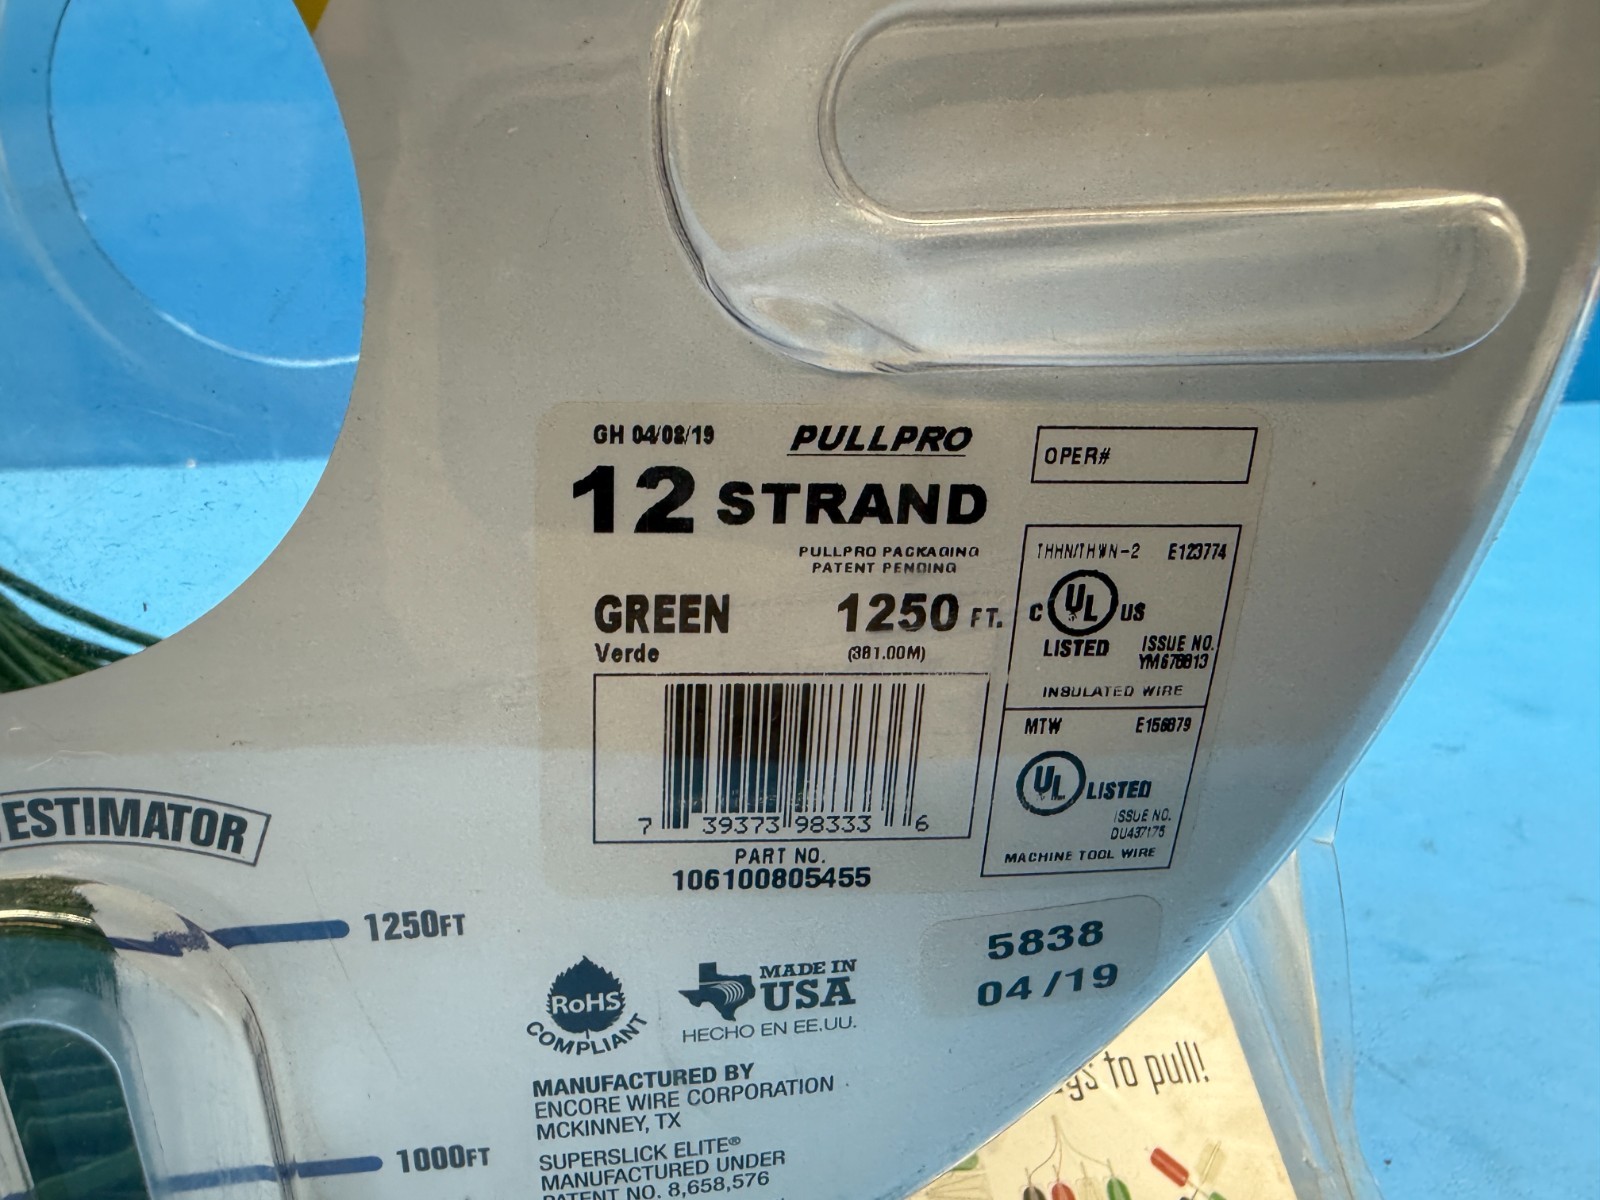 GH 04/08/19
PULLPRO
OPER#
12 STRAND
PULLPRO PACKAGING
PATENT PENDING
THHN/THWN-2 E123774
GREEN 1250 FT.
Verde (381.00M)
C UL US
LISTED
ISSUE NO.
INSULATED WIRE
MTW
UL LISTED
ISSUE NO.
DU437175
MACHINE TOOL WIRE
7 39373 98333 6
PART NO.
106100805455
ESTIMATOR
1250FT
1000FT
5838
04/19
RoHS
COMPLIANT
MADE IN
USA
HECHO EN EE.UU.
MANUFACTURED BY
ENCORE WIRE CORPORATION
MCKINNEY, TX
SUPERSLICK ELITE®
MANUFACTURED UNDER
PATENT NO. 8,658,576
to pull!